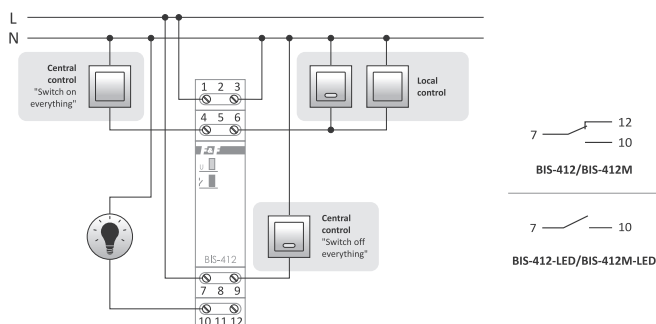 L
N
Central
control
"Switch on
everything"
1 2 3
4 5 6
F&F
U
Local
control
Central
control
"Switch off
everything"
BIS-412
7 8 9
10 11 12
7
12
10
BIS-412/BIS-412M
7
10
BIS-412-LED/BIS-412M-LED